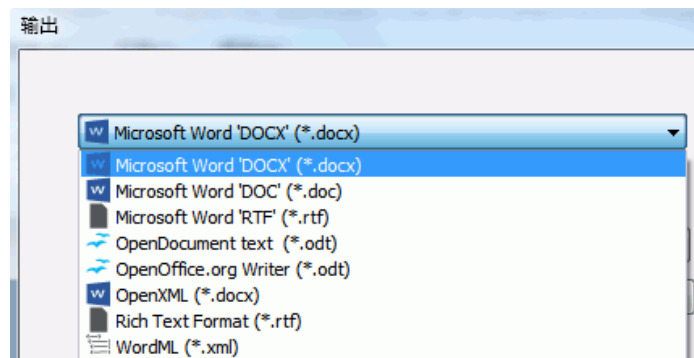 输出
Microsoft Word 'DOCX' (*.docx)
Microsoft Word 'DOCX' (*.docx)
Microsoft Word 'DOC' (*.doc)
Microsoft Word 'RTF' (*.rtf)
OpenDocument text (*.odt)
OpenOffice.org Writer (*.odt)
OpenXML (*.docx)
Rich Text Format (*.rtf)
WordML (*.xml)